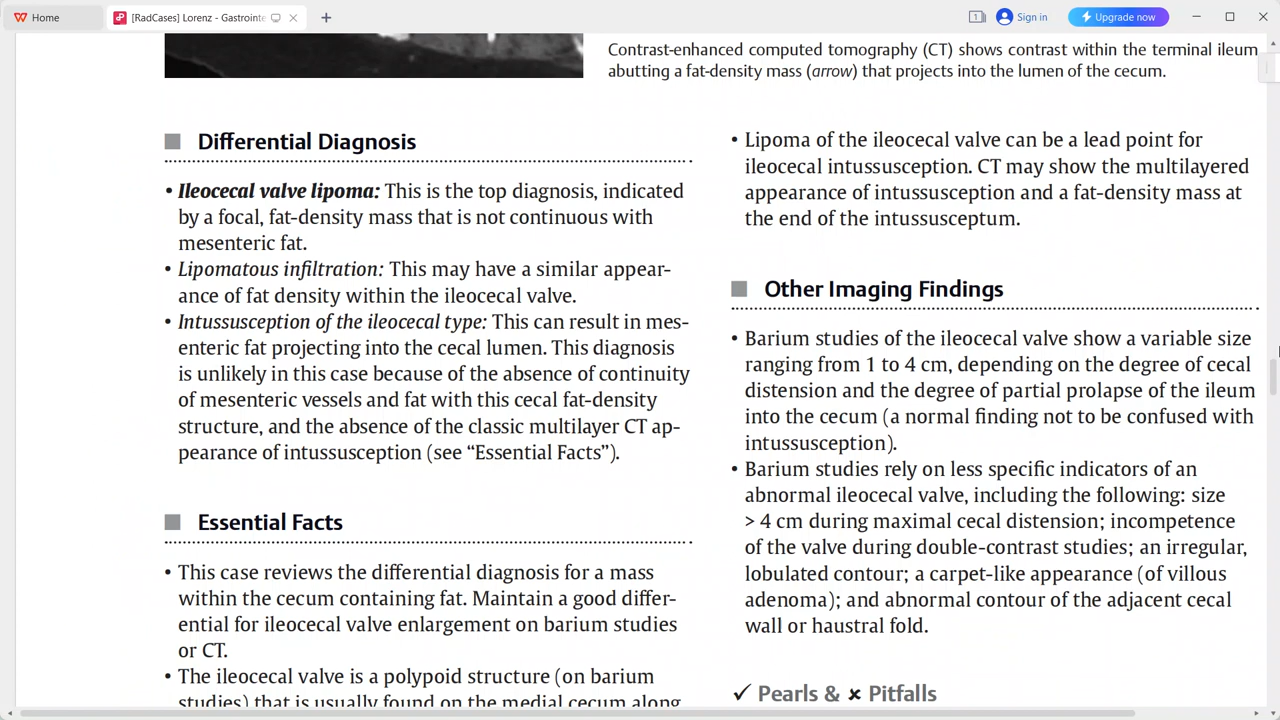 Home
[RadCases] Lorenz - Gastrointe
Sign in
Upgrade now
Contrast-enhanced computed tomography (CT) shows contrast within the terminal ileum
abutting a fat-density mass (arrow) that projects into the lumen of the cecum.
Differential Diagnosis
• Ileocecal valve lipoma: This is the top diagnosis, indicated
by a focal, fat-density mass that is not continuous with
mesenteric fat.
• Lipomatous infiltration: This may have a similar appear-
ance of fat density within the ileocecal valve.
• Intussusception of the ileocecal type: This can result in mes-
enteric fat projecting into the cecal lumen. This diagnosis
is unlikely in this case because of the absence of continuity
of mesenteric vessels and fat with this cecal fat-density
structure, and the absence of the classic multilayer CT ap-
pearance of intussusception (see “Essential Facts”).
Essential Facts
• This case reviews the differential diagnosis for a mass
within the cecum containing fat. Maintain a good differ-
ential for ileocecal valve enlargement on barium studies
or CT.
• The ileocecal valve is a polypoid structure (on barium
studies) that is usually found on the medial cecum along
• Lipoma of the ileocecal valve can be a lead point for
ileocecal intussusception. CT may show the multilayered
appearance of intussusception and a fat-density mass at
the end of the intussusceptum.
Other Imaging Findings
• Barium studies of the ileocecal valve show a variable size
ranging from 1 to 4 cm, depending on the degree of cecal
distension and the degree of partial prolapse of the ileum
into the cecum (a normal finding not to be confused with
intussusception).
• Barium studies rely on less specific indicators of an
abnormal ileocecal valve, including the following: size
> 4 cm during maximal cecal distension; incompetence
of the valve during double-contrast studies; an irregular,
lobulated contour; a carpet-like appearance (of villous
adenoma); and abnormal contour of the adjacent cecal
wall or haustral fold.
✓ Pearls & ✗ Pitfalls